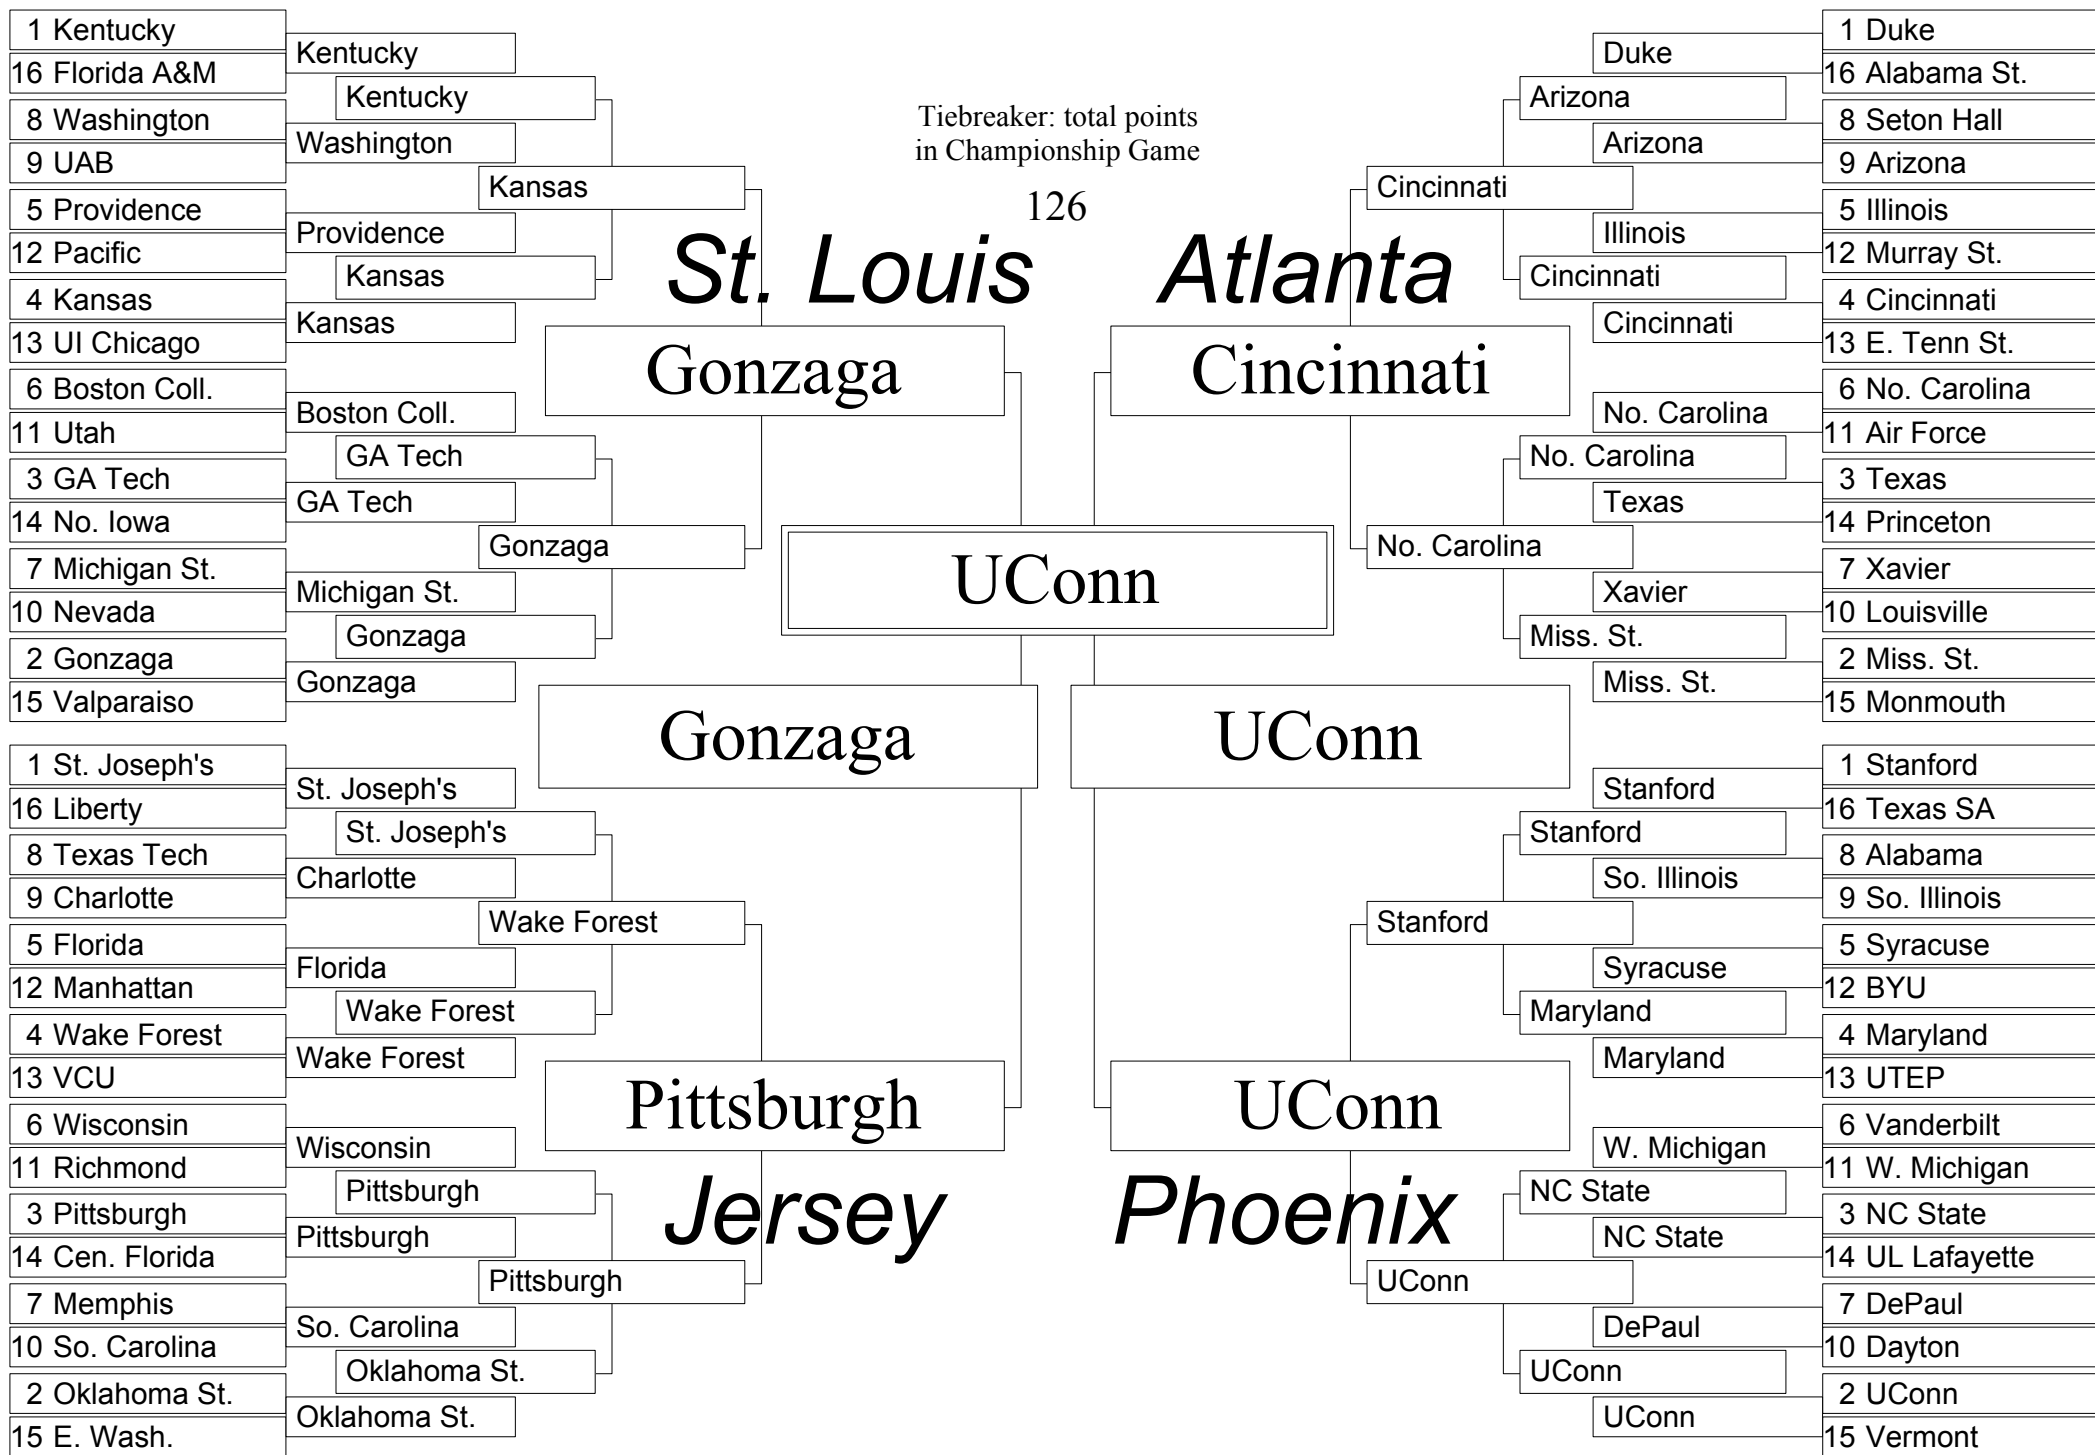 1 Kentucky
16 Florida A&M
8 Washington
9 UAB
5 Providence
12 Pacific
4 Kansas
13 UI Chicago
6 Boston Coll.
11 Utah
3 GA Tech
14 No. Iowa
7 Michigan St.
10 Nevada
2 Gonzaga
15 Valparaiso
Kentucky
Washington
Providence
Kansas
Boston Coll.
GA Tech
Michigan St.
Gonzaga
Kentucky
Kansas
GA Tech
Gonzaga
Kansas
Gonzaga
St. Louis
Gonzaga
1 St. Joseph's
16 Liberty
8 Texas Tech
9 Charlotte
5 Florida
12 Manhattan
4 Wake Forest
13 VCU
6 Wisconsin
11 Richmond
3 Pittsburgh
14 Cen. Florida
7 Memphis
10 So. Carolina
2 Oklahoma St.
15 E. Wash.
St. Joseph's
Charlotte
Florida
Wake Forest
Wisconsin
Pittsburgh
So. Carolina
Oklahoma St.
St. Joseph's
Wake Forest
Pittsburgh
Oklahoma St.
Wake Forest
Pittsburgh
Pittsburgh
Jersey
Tiebreaker: total points
in Championship Game
126
UConn
Gonzaga
UConn
Atlanta
Cincinnati
Cincinnati
No. Carolina
Arizona
Cincinnati
No. Carolina
Miss. St.
Duke
Arizona
Illinois
Cincinnati
No. Carolina
Texas
Xavier
Miss. St.
1 Duke
16 Alabama St.
8 Seton Hall
9 Arizona
5 Illinois
12 Murray St.
4 Cincinnati
13 E. Tenn St.
6 No. Carolina
11 Air Force
3 Texas
14 Princeton
7 Xavier
10 Louisville
2 Miss. St.
15 Monmouth
UConn
Phoenix
Stanford
UConn
Stanford
Maryland
NC State
UConn
Stanford
So. Illinois
Syracuse
Maryland
W. Michigan
NC State
DePaul
UConn
1 Stanford
16 Texas SA
8 Alabama
9 So. Illinois
5 Syracuse
12 BYU
4 Maryland
13 UTEP
6 Vanderbilt
11 W. Michigan
3 NC State
14 UL Lafayette
7 DePaul
10 Dayton
2 UConn
15 Vermont